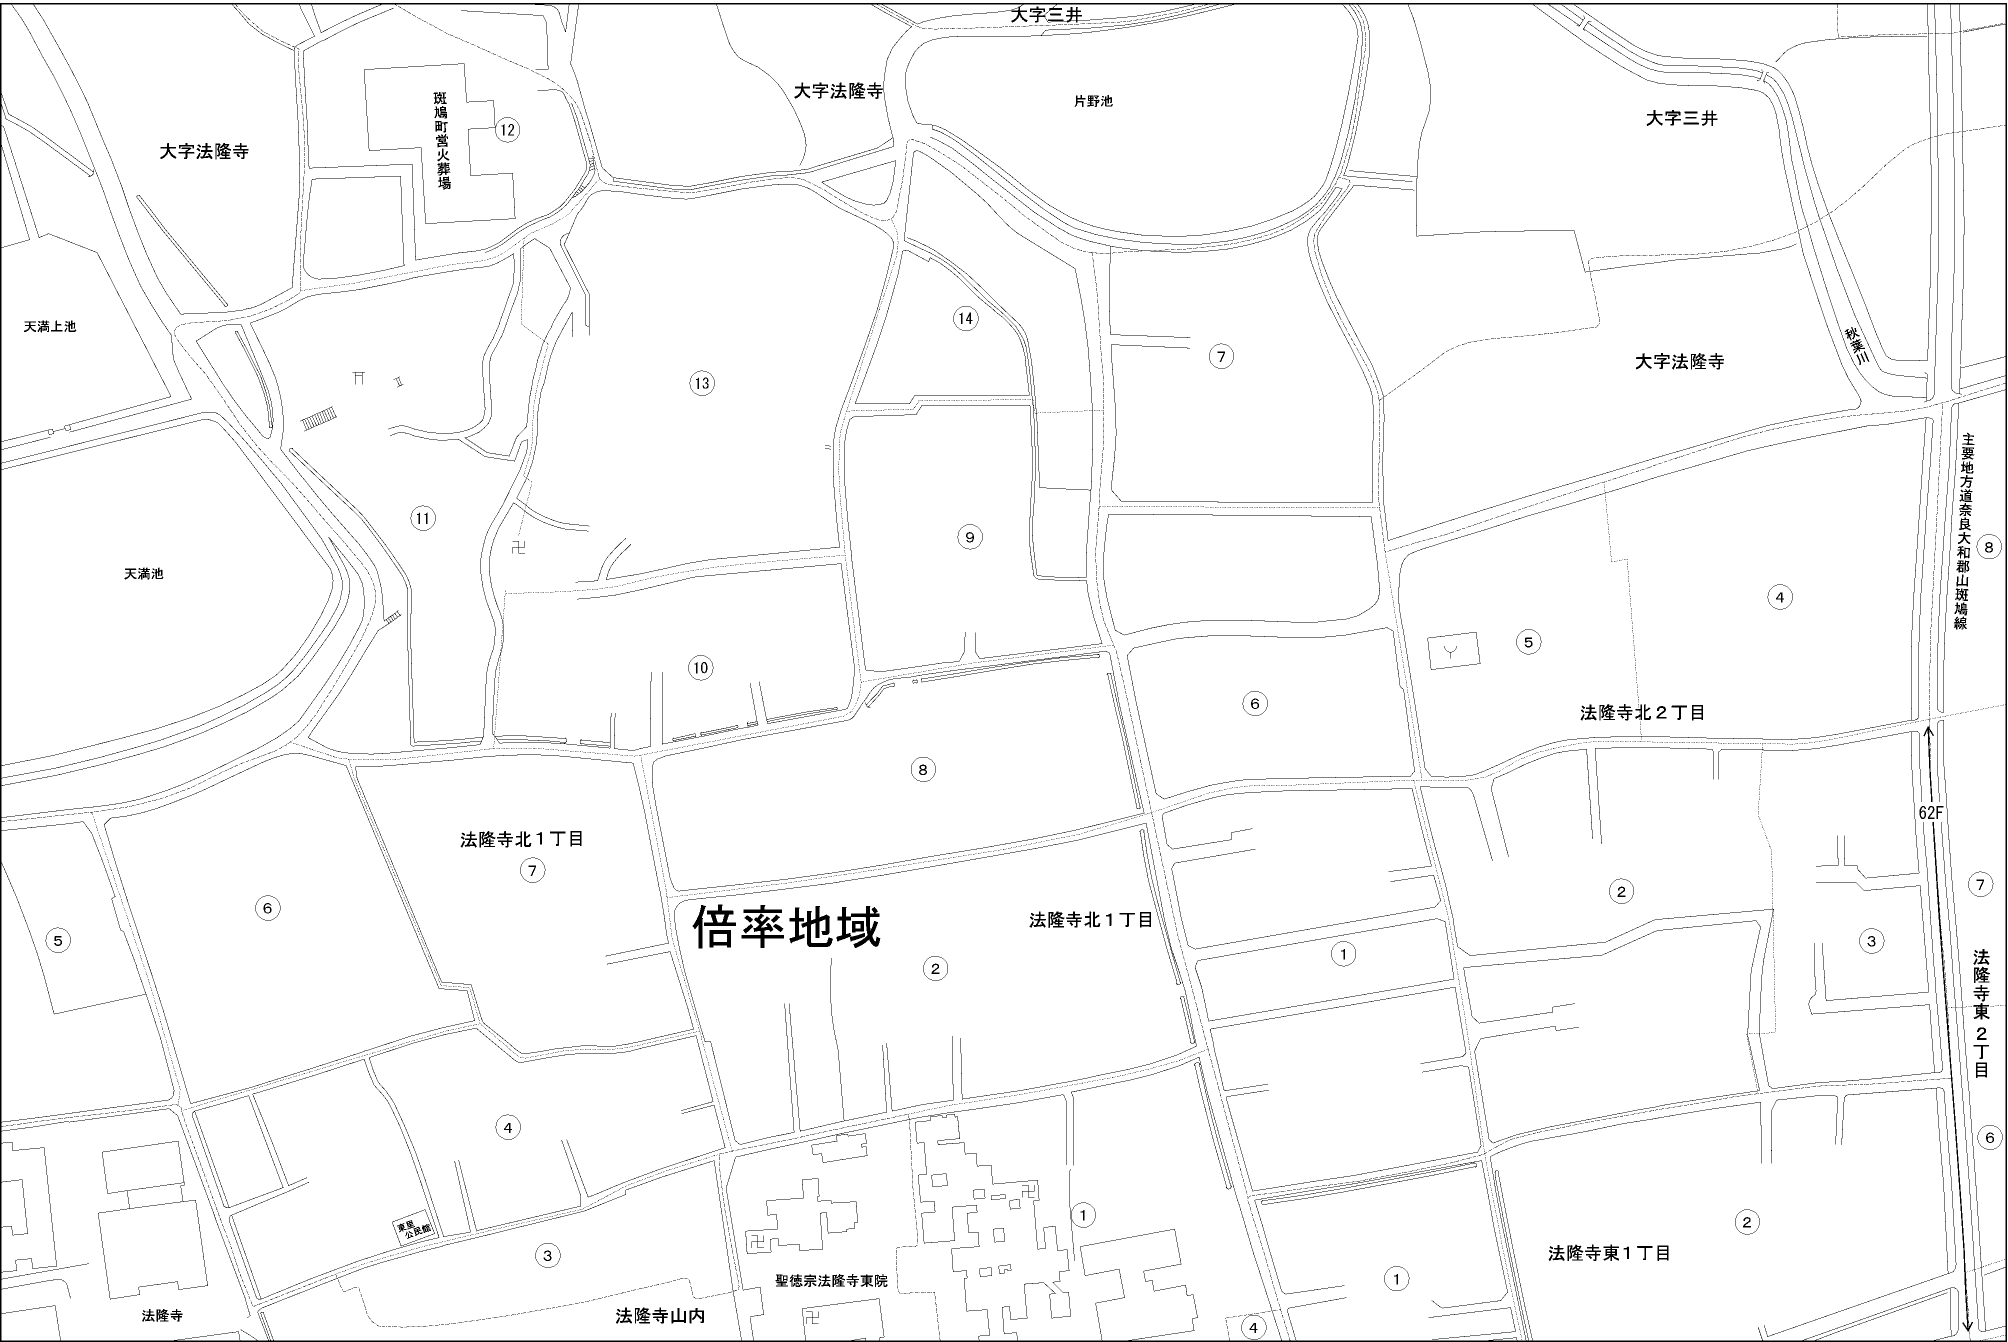 大字三井
大字法隆寺
片野池
大字三井
斑鳩町営火葬場
⑫
大字法隆寺
天満上池
⑭
⑦
⑬
秋葉川
大字法隆寺
主要地方道奈良大和郡山斑鳩線
⑪
⑨
⑧
天満池
④
⑤
⑩
⑥
法隆寺北2丁目
⑧
62F
法隆寺北1丁目
⑦
⑦
②
⑥
倍率地域
法隆寺北1丁目
⑤
③
②
①
法隆寺東2丁目
④
⑥
東里
公民館
①
②
③
法隆寺東1丁目
聖徳宗法隆寺東院
①
法隆寺
法隆寺山内
④